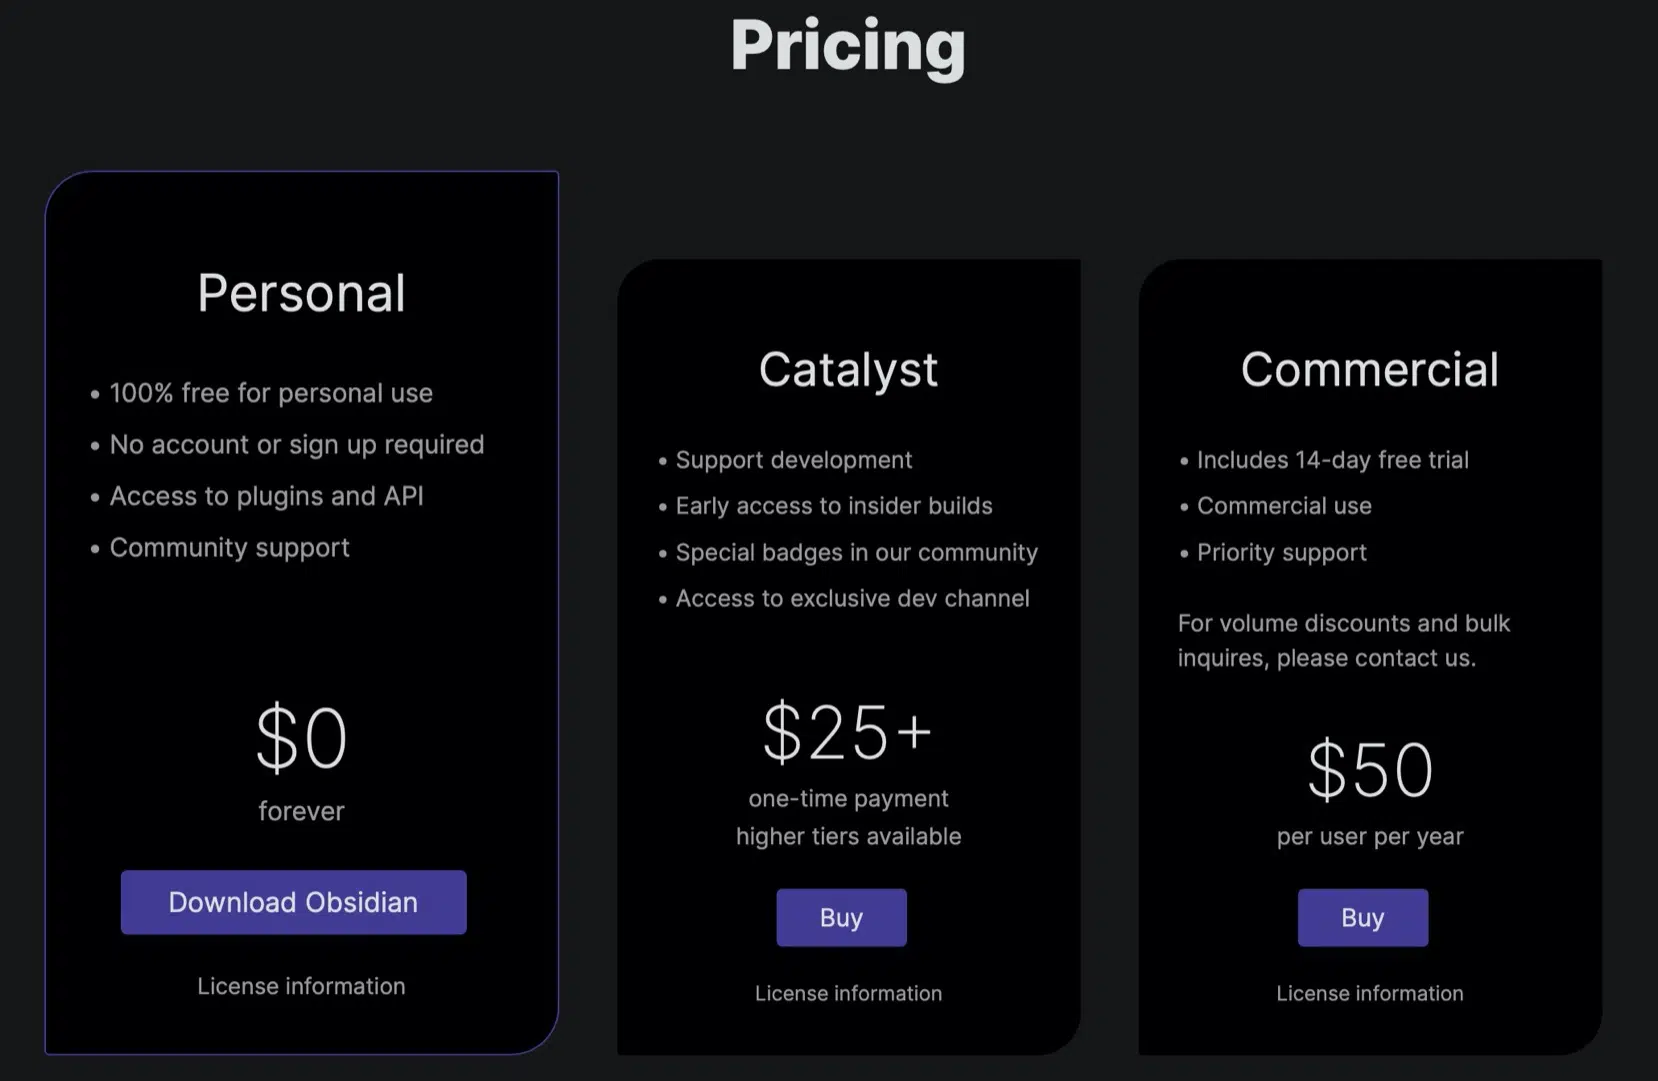 Pricing
Personal
• 100% free for personal use
• No account or sign up required
• Access to plugins and API
• Community support
$0
forever
Download Obsidian
License information
Catalyst
• Support development
• Early access to insider builds
• Special badges in our community
• Access to exclusive dev channel
$25+
one-time payment
higher tiers available
Buy
License information
Commercial
• Includes 14-day free trial
• Commercial use
• Priority support
For volume discounts and bulk
inquires, please contact us.
$50
per user per year
Buy
License information